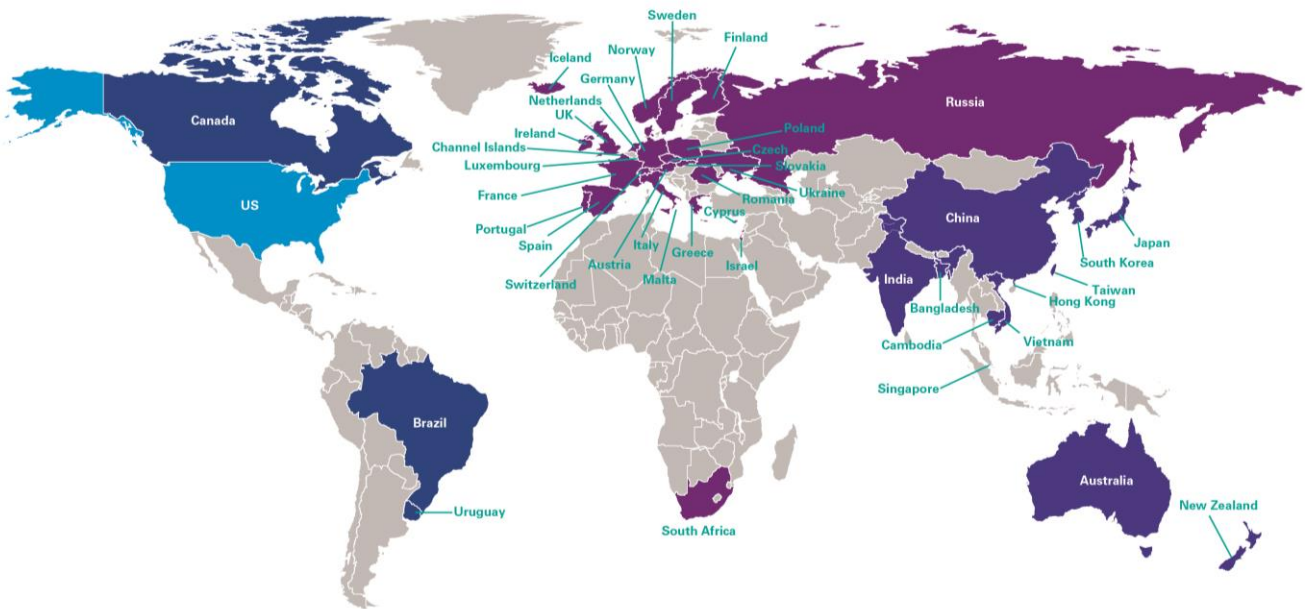 Sweden
Finland
Norway
Iceland
Germany
Netherlands
UK
Russia
Canada
Ireland
Poland
Channel Islands
Czech
Luxembourg
Slovakia
France
Ukraine
Romania
US
Cyprus
China
Portugal
Spain
Italy
Greece
Japan
Austria
Israel
South Korea
Switzerland
Malta
India
Taiwan
Hong Kong
Bangladesh
Cambodia
Vietnam
Singapore
Brazil
Australia
New Zealand
Uruguay
South Africa